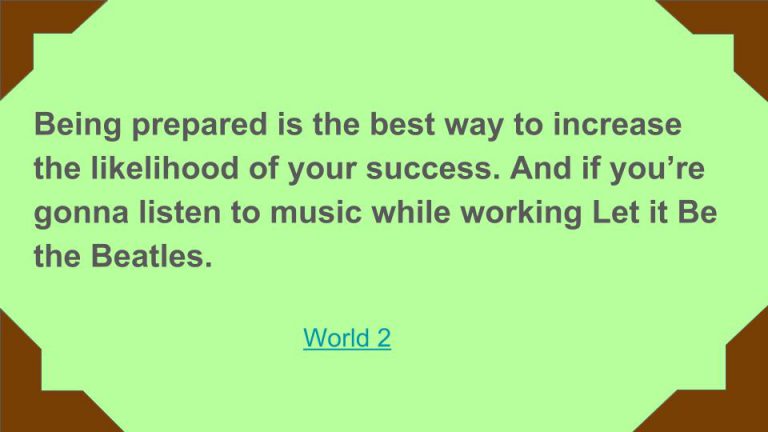 Being prepared is the best way to increase
the likelihood of your success. And if you’re
gonna listen to music while working Let it Be
the Beatles.
World 2